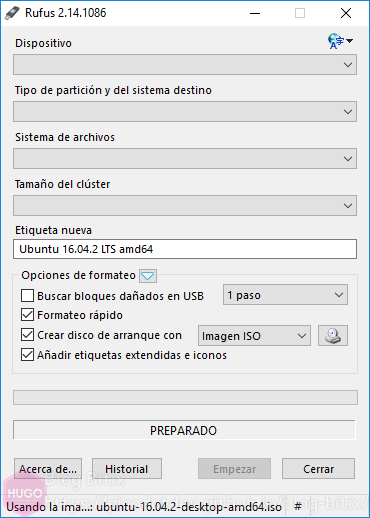 Rufus 2.14.1086
Dispositivo
Tipo de partición y del sistema destino
Sistema de archivos
Tamaño del clúster
Etiqueta nueva
Ubuntu 16.04.2 LTS amd64
Opciones de formateo
Buscar bloques dañados en USB 1 paso
Formateo rápido
Crear disco de arranque con Imagen ISO
Añadir etiquetas extendidas e iconos
PREPARADO
Acerca de... Historial Empezar Cerrar
Blog Bitix
HUGO
Usando la ima...: ubuntu-16.04.2-desktop-amd64.iso #